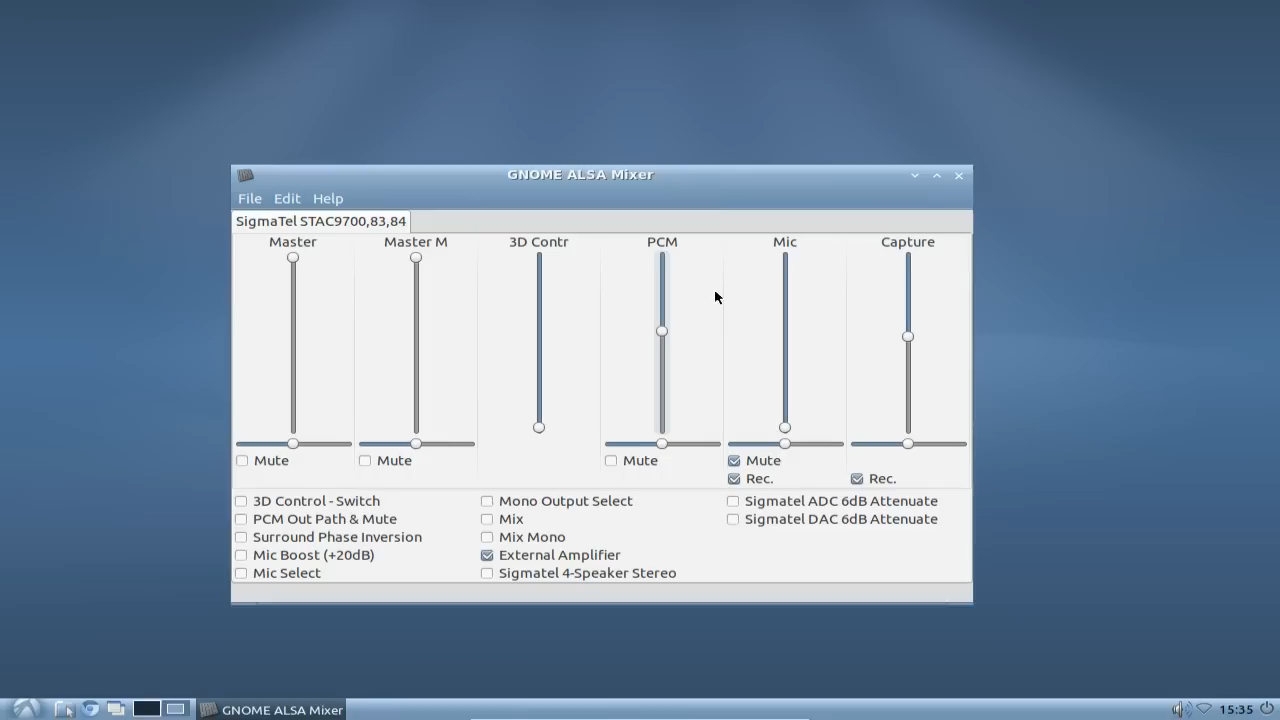 GNOME ALSA Mixer
File Edit Help
SigmaTel STAC9700,83,84
Master Master M 3D Contr PCM Mic Capture
Mute Mute Mute Mute
Rec. Rec.
3D Control - Switch Mono Output Select Sigmatel ADC 6dB Attenuate
PCM Out Path & Mute Mix Sigmatel DAC 6dB Attenuate
Surround Phase Inversion Mix Mono
Mic Boost (+20dB) External Amplifier
Mic Select Sigmatel 4-Speaker Stereo
GNOME ALSA Mixer 15:35